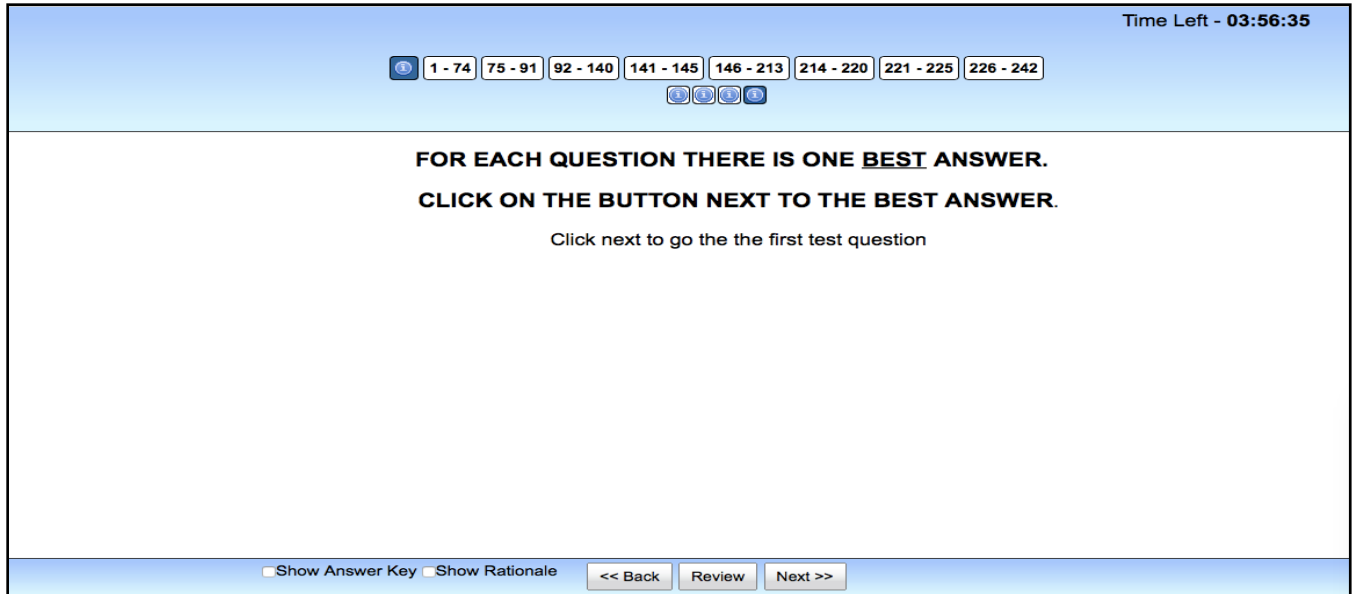 Time Left - 03:56:35
1 - 74 75 - 91 92 - 140 141 - 145 146 - 213 214 - 220 221 - 225 226 - 242
FOR EACH QUESTION THERE IS ONE BEST ANSWER.
CLICK ON THE BUTTON NEXT TO THE BEST ANSWER.
Click next to go the the first test question
Show Answer Key Show Rationale << Back Review Next >>